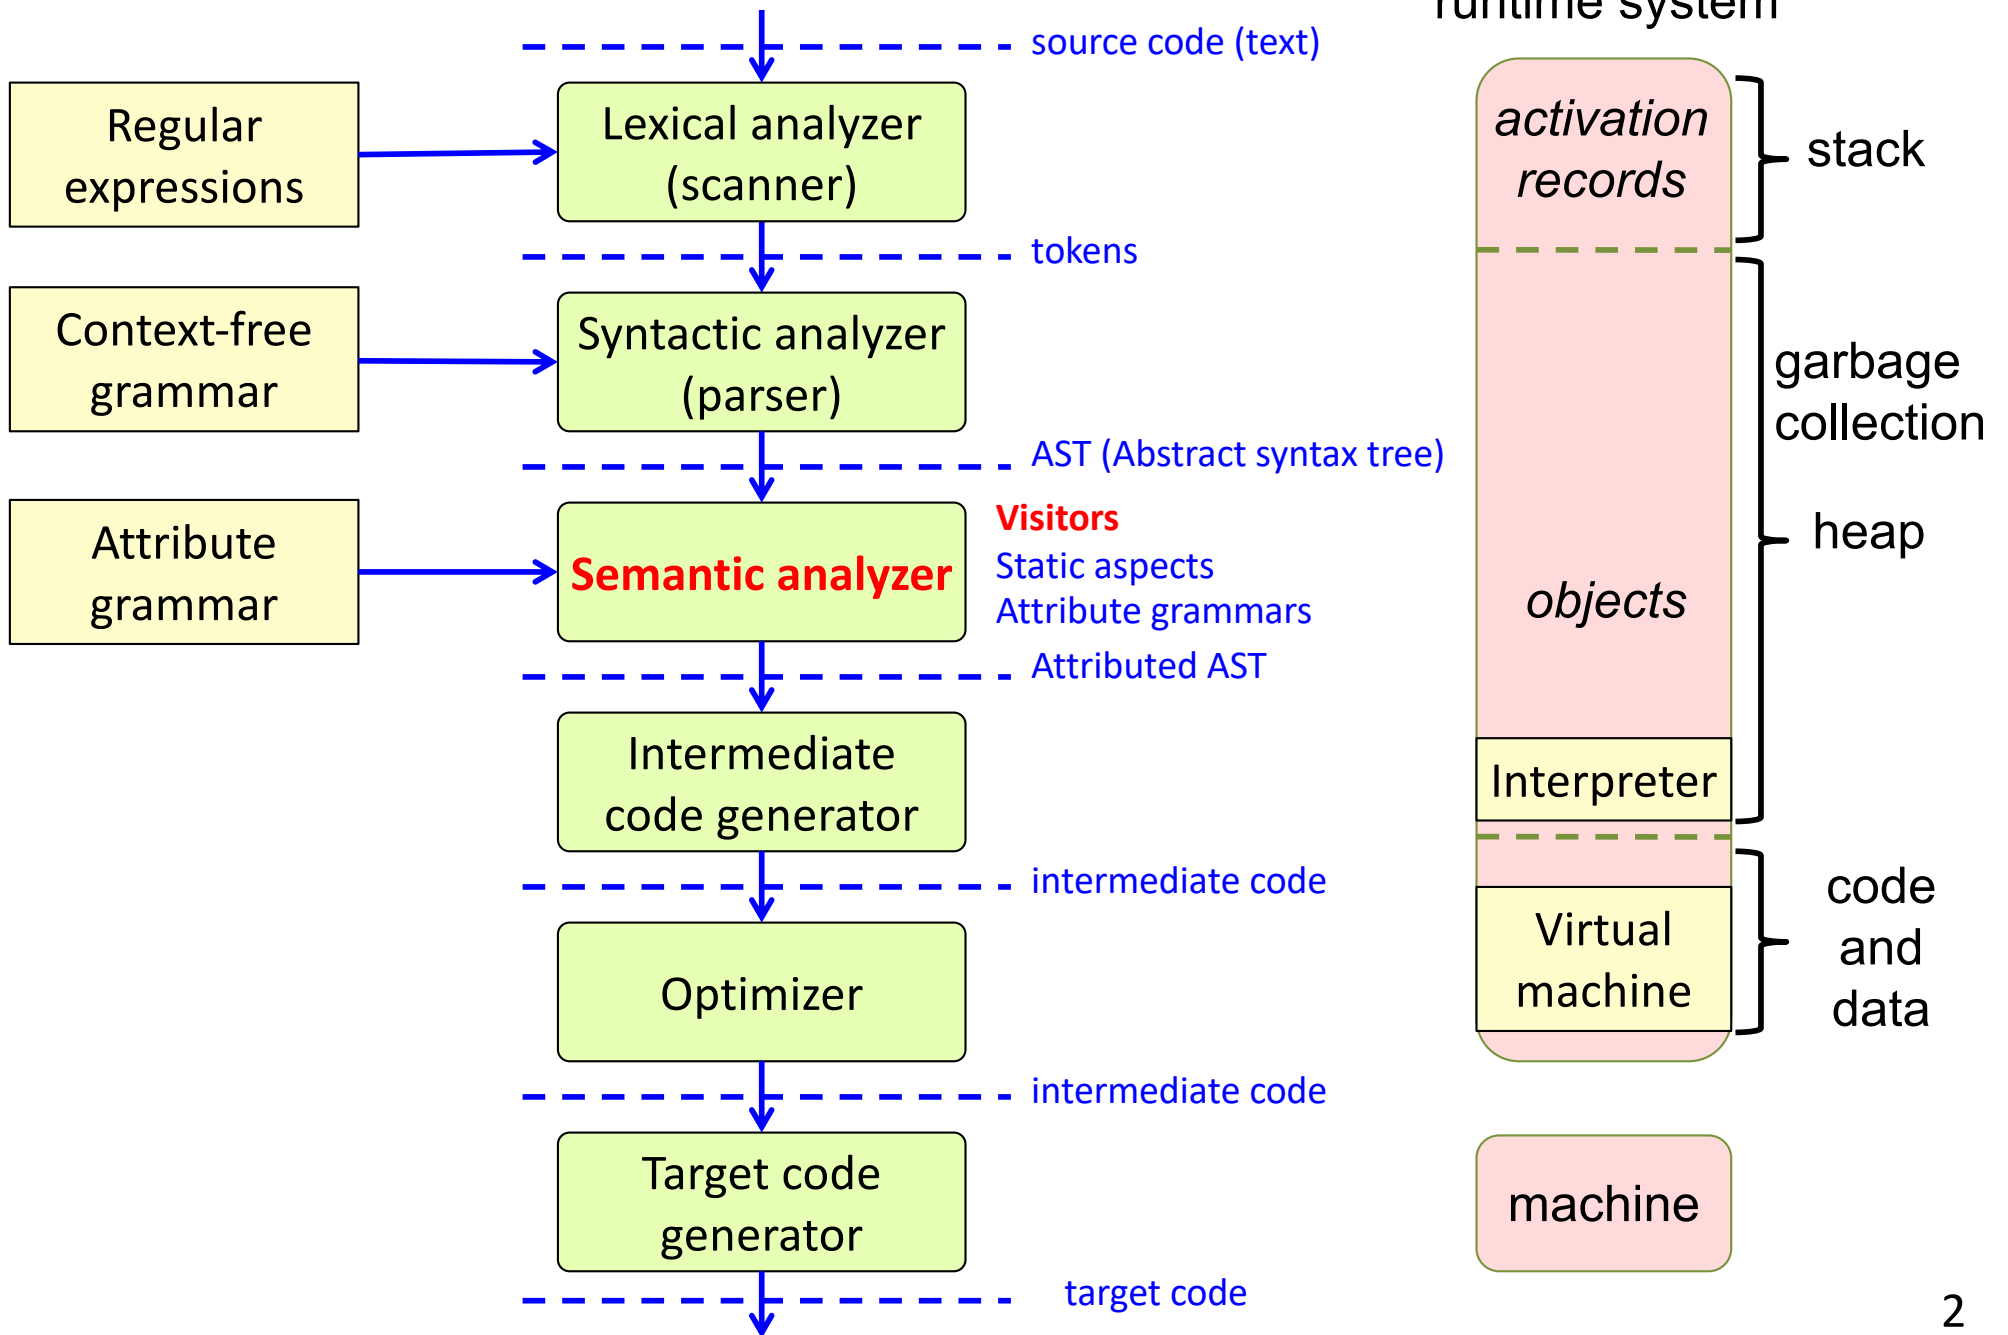 runtime system
source code (text)
Regular
expressions
Lexical analyzer
(scanner)
tokens
Context-free
grammar
Syntactic analyzer
(parser)
AST (Abstract syntax tree)
Attribute
grammar
Semantic analyzer
Visitors
Static aspects
Attribute grammars
Attributed AST
Intermediate
code generator
intermediate code
Optimizer
intermediate code
Target code
generator
target code
activation
records
stack
garbage
collection
heap
objects
Interpreter
Virtual
machine
code
and
data
machine
2